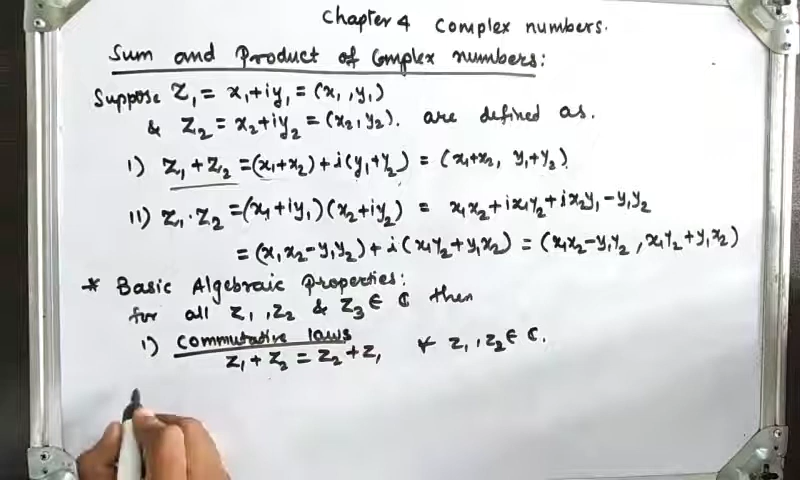 Chapter 4 Complex numbers.
Sum and Product of Complex numbers:
Suppose z₁ = x₁+iy₁ = (x₁, y₁)
& z₂ = x₂+iy₂ = (x₂, y₂). are defined as.
i) z₁+z₂ = (x₁+x₂)+i(y₁+y₂) = (x₁+x₂, y₁+y₂).
ii) z₁·z₂ = (x₁+iy₁)(x₂+iy₂) = x₁x₂+ix₁y₂+ix₂y₁-y₁y₂
= (x₁x₂-y₁y₂)+i(x₁y₂+y₁x₂) = (x₁x₂-y₁y₂, x₁y₂+y₁x₂)
* Basic Algebraic Properties:
for all z₁, z₂ & z₃ ∈ ℂ then
i) Commutative laws
z₁+z₂ = z₂+z₁ ∀ z₁, z₂ ∈ ℂ.